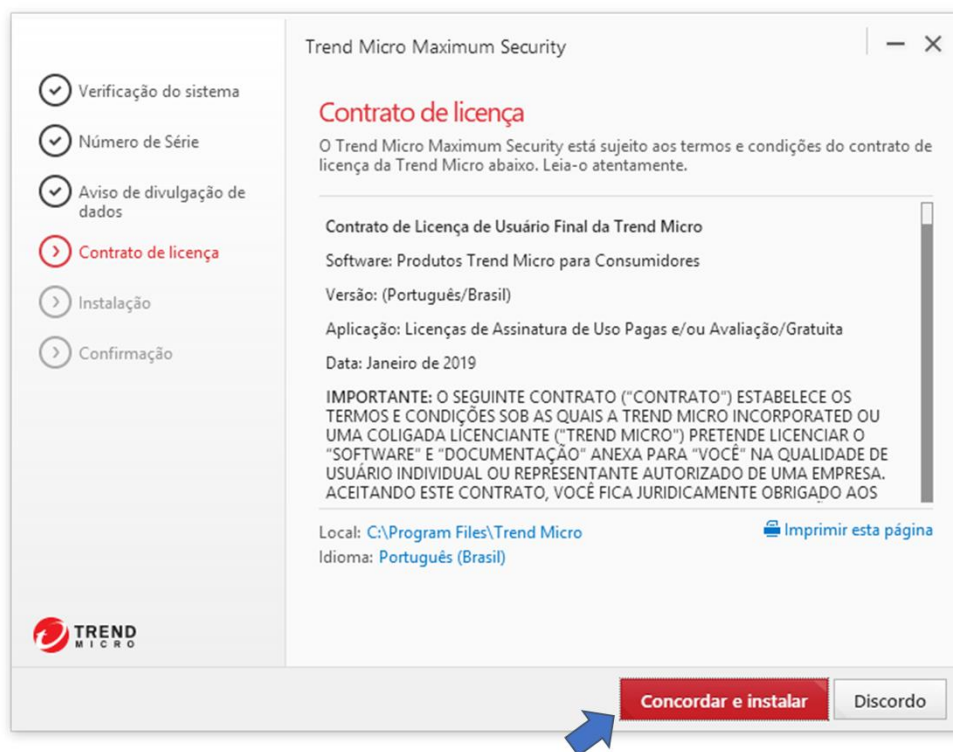 Trend Micro Maximum Security
Verificação do sistema
Número de Série
Aviso de divulgação de
dados
Contrato de licença
Instalação
Confirmação
TREND
MICRO
Contrato de licença
O Trend Micro Maximum Security está sujeito aos termos e condições do contrato de
licença da Trend Micro abaixo. Leia-o atentamente.
Contrato de Licença de Usuário Final da Trend Micro
Software: Produtos Trend Micro para Consumidores
Versão: (Português/Brasil)
Aplicação: Licenças de Assinatura de Uso Pagas e/ou Avaliação/Gratuita
Data: Janeiro de 2019
IMPORTANTE: O SEGUINTE CONTRATO ("CONTRATO") ESTABELECE OS
TERMOS E CONDIÇÕES SOB AS QUAIS A TREND MICRO INCORPORATED OU
UMA COLIGADA LICENCIANTE ("TREND MICRO") PRETENDE LICENCIAR O
"SOFTWARE" E "DOCUMENTAÇÃO" ANEXA PARA "VOCÊ" NA QUALIDADE DE
USUÁRIO INDIVIDUAL OU REPRESENTANTE AUTORIZADO DE UMA EMPRESA.
ACEITANDO ESTE CONTRATO, VOCÊ FICA JURIDICAMENTE OBRIGADO AOS
Local: C:\Program Files\Trend Micro
Imprimir esta página
Idioma: Português (Brasil)
Concordar e instalar
Discordo